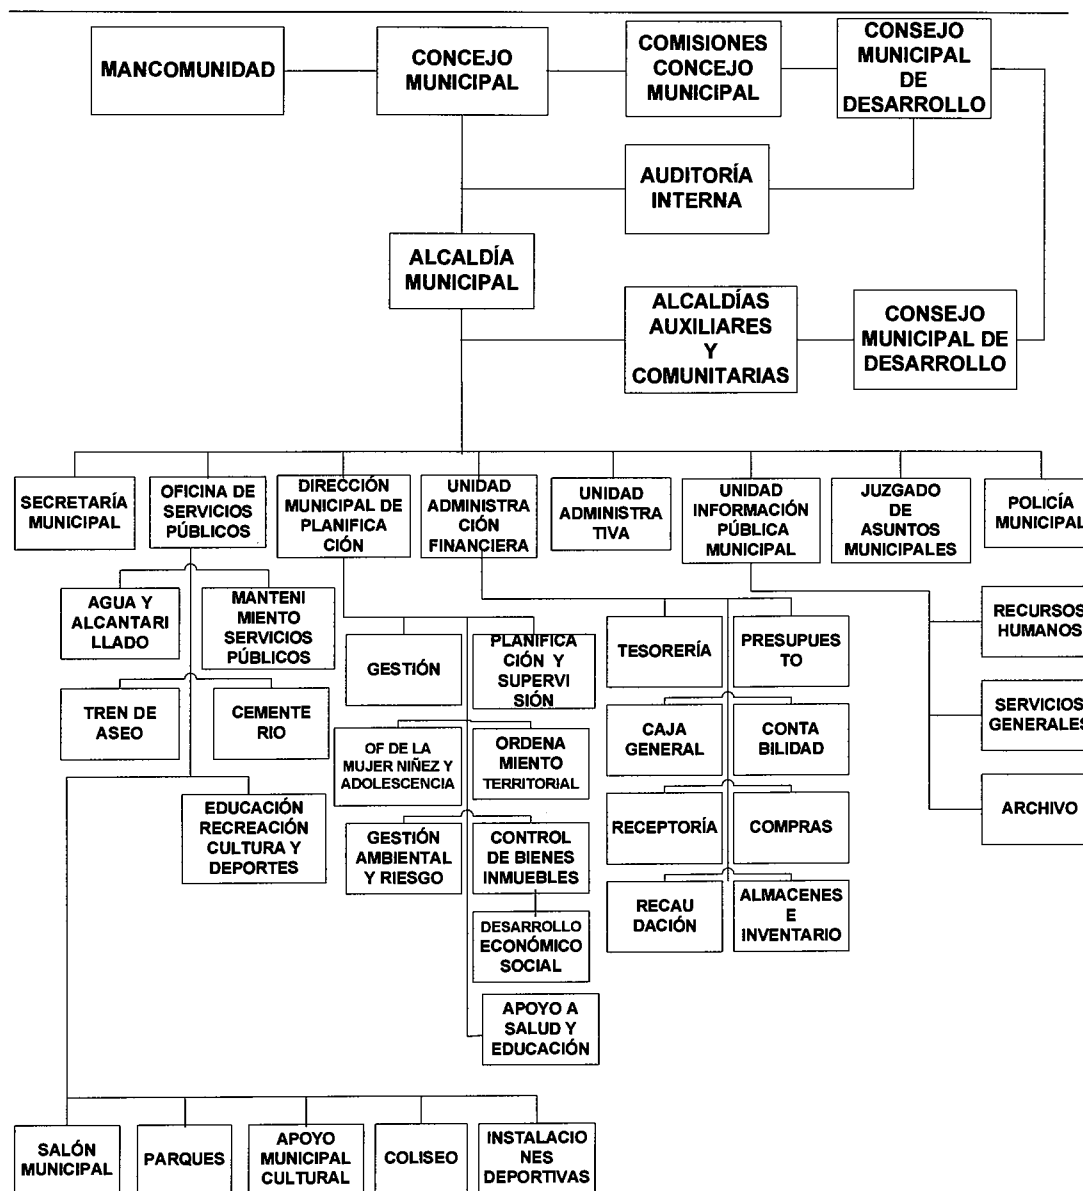 MANCOMUNIDAD
CONCEJO
MUNICIPAL
COMISIONES
CONCEJO
MUNICIPAL
CONSEJO
MUNICIPAL
DE
DESARROLLO
AUDITORÍA
INTERNA
ALCALDÍA
MUNICIPAL
ALCALDÍAS
AUXILIARES
Y
COMUNITARIAS
CONSEJO
MUNICIPAL DE
DESARROLLO
SECRETARÍA
MUNICIPAL
OFICINA DE
SERVICIOS
PÚBLICOS
DIRECCIÓN
MUNICIPAL DE
PLANIFICA
CIÓN
UNIDAD
ADMINISTRA
CIÓN
FINANCIERA
UNIDAD
ADMINISTRA
TIVA
UNIDAD
INFORMACIÓN
PÚBLICA
MUNICIPAL
JUZGADO
DE
ASUNTOS
MUNICIPALES
POLICÍA
MUNICIPAL
AGUA Y
ALCANTARI
LLADO
MANTENI
MIENTO
SERVICIOS
PÚBLICOS
GESTIÓN
PLANIFICA
CIÓN Y
SUPERVI
SIÓN
TESORERÍA
PRESUPUES
TO
RECURSOS
HUMANOS
TREN DE
ASEO
CEMENTE
RIO
OF DE LA
MUJER NIÑEZ Y
ADOLESCENCIA
ORDENA
MIENTO
TERRITORIAL
CAJA
GENERAL
CONTA
BILIDAD
SERVICIOS
GENERALES
EDUCACIÓN
RECREACIÓN
CULTURA Y
DEPORTES
GESTIÓN
AMBIENTAL
Y RIESGO
CONTROL
DE BIENES
INMUEBLES
RECEPTORÍA
COMPRAS
ARCHIVO
DESARROLLO
ECONÓMICO
SOCIAL
RECAU
DACIÓN
ALMACENES
E
INVENTARIO
APOYO A
SALUD Y
EDUCACIÓN
SALÓN
MUNICIPAL
PARQUES
APOYO
MUNICIPAL
CULTURAL
COLISEO
INSTALACIO
NES
DEPORTIVAS